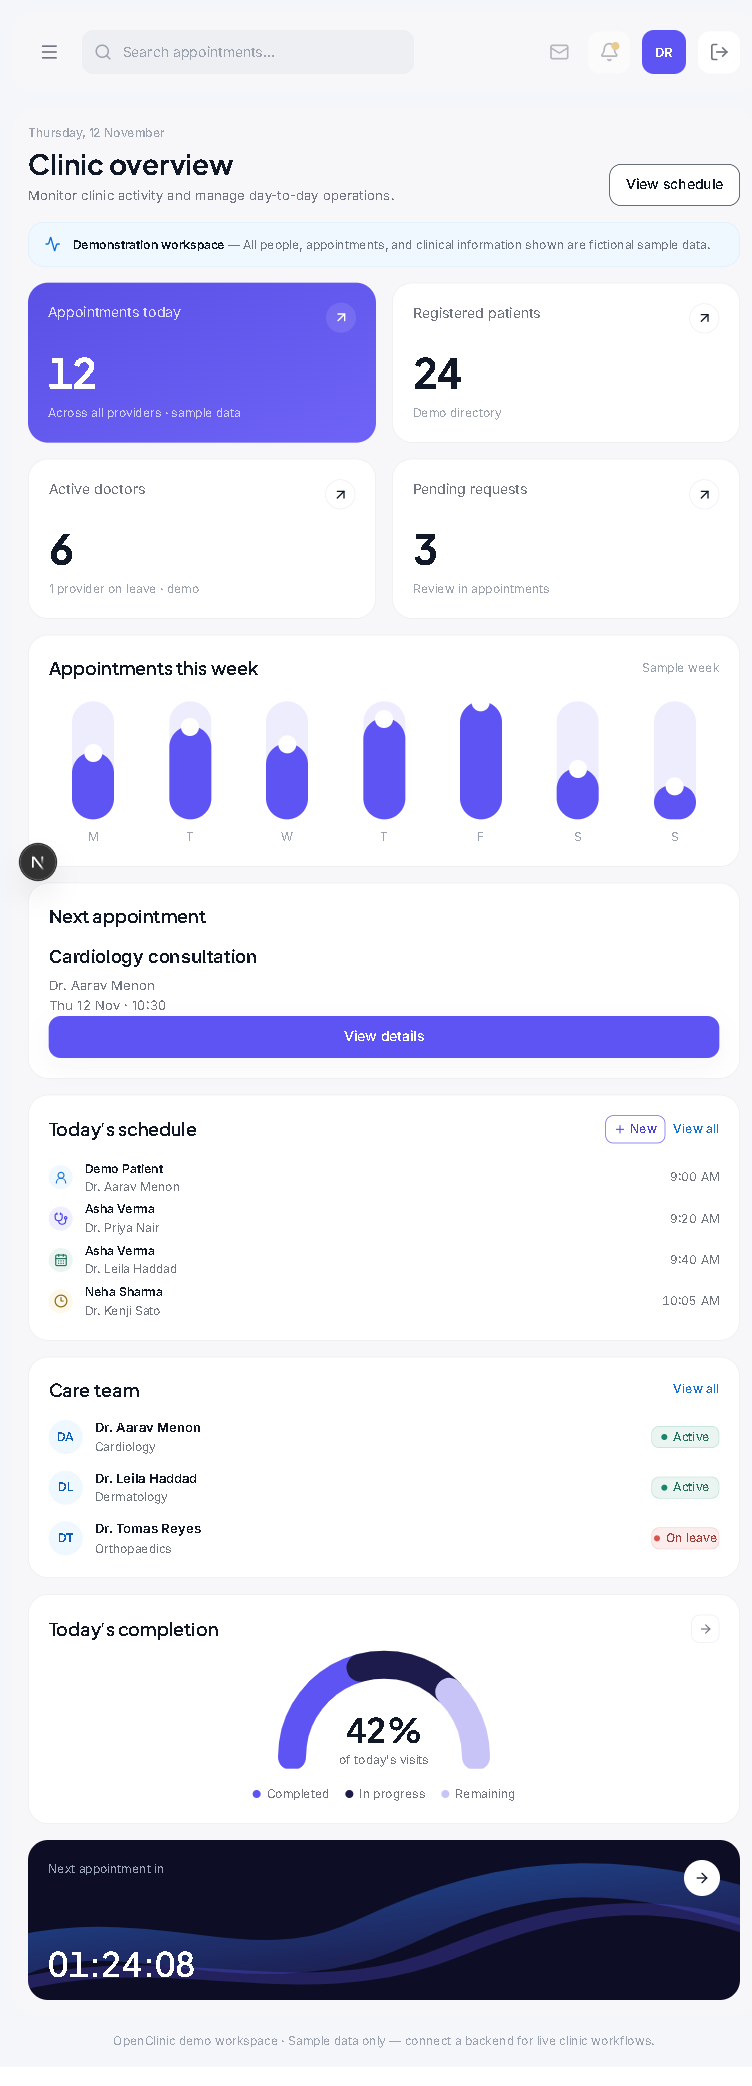 Search appointments...
DR
Thursday, 12 November
Clinic overview
Monitor clinic activity and manage day-to-day operations.
View schedule
Demonstration workspace — All people, appointments, and clinical information shown are fictional sample data.
Appointments today
12
Across all providers · sample data
Registered patients
24
Demo directory
Active doctors
6
1 provider on leave · demo
Pending requests
3
Review in appointments
Appointments this week
Sample week
M T W T F S S
N
Next appointment
Cardiology consultation
Dr. Aarav Menon
Thu 12 Nov · 10:30
View details
Today's schedule
+ New View all
Demo Patient
Dr. Aarav Menon
9:00 AM
Asha Verma
Dr. Priya Nair
9:20 AM
Asha Verma
Dr. Leila Haddad
9:40 AM
Neha Sharma
Dr. Kenji Sato
10:05 AM
Care team
View all
DA
Dr. Aarav Menon
Cardiology
Active
DL
Dr. Leila Haddad
Dermatology
Active
DT
Dr. Tomas Reyes
Orthopaedics
On leave
Today's completion
42%
of today's visits
Completed In progress Remaining
Next appointment in
01:24:08
OpenClinic demo workspace · Sample data only — connect a backend for live clinic workflows.